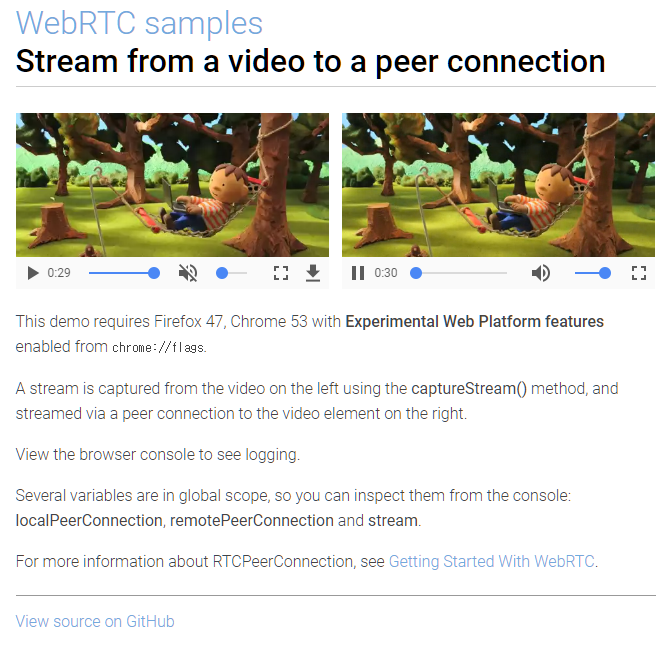 WebRTC samples
Stream from a video to a peer connection
0:29
0:30
This demo requires Firefox 47, Chrome 53 with Experimental Web Platform features
enabled from chrome://flags.
A stream is captured from the video on the left using the captureStream() method, and
streamed via a peer connection to the video element on the right.
View the browser console to see logging.
Several variables are in global scope, so you can inspect them from the console:
localPeerConnection, remotePeerConnection and stream.
For more information about RTCPeerConnection, see Getting Started With WebRTC.
View source on GitHub